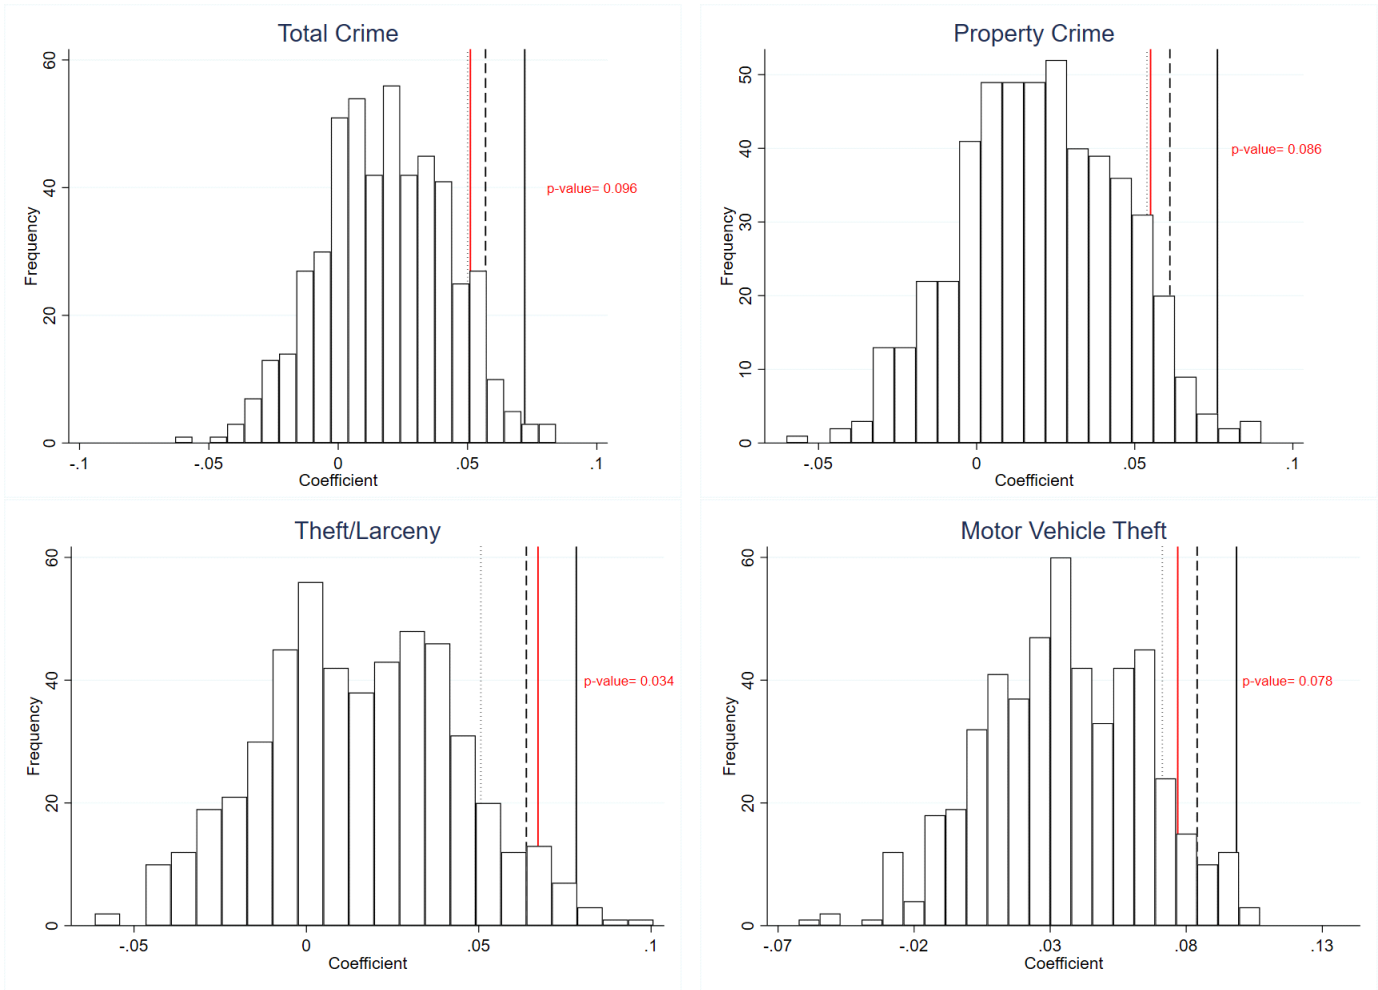 Total Crime
Frequency
60
40
20
0
p-value= 0.096
-.1
-.05
0
.05
.1
Coefficient
Property Crime
Frequency
50
40
30
20
10
0
p-value= 0.086
-.05
0
.05
.1
Coefficient
Theft/Larceny
Frequency
60
40
20
0
p-value= 0.034
-.05
0
.05
.1
Coefficient
Motor Vehicle Theft
Frequency
60
40
20
0
p-value= 0.078
-.07
-.02
.03
.08
.13
Coefficient